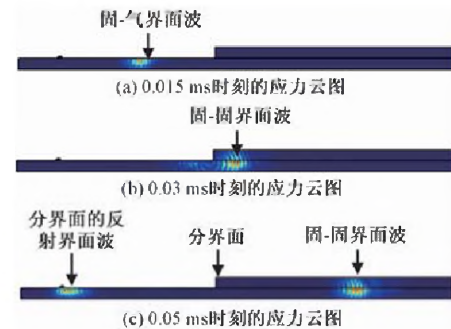 固-气界面波
(a) 0.015 ms时刻的应力云图
固-固界面波
(b) 0.03 ms时刻的应力云图
分界面的反
射界面波
分界面
固-固界面波
(c) 0.05 ms时刻的应力云图